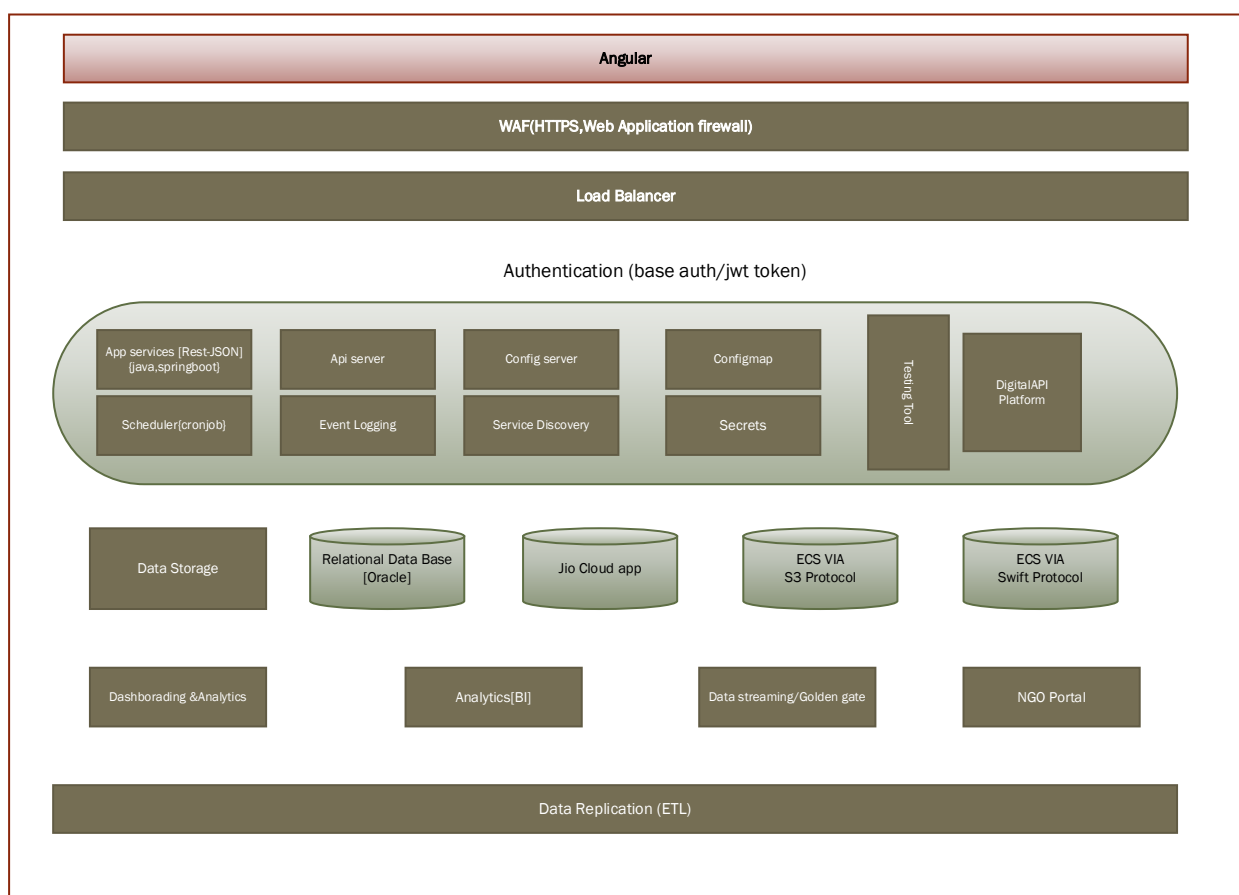 Angular
WAF(HTTPS,Web Application firewall)
Load Balancer
Authentication (base auth/jwt token)
App services [Rest-JSON]
{java,springboot}
Api server
Config server
Configmap
Testing Tool
DigitalAPI
Platform
Scheduler{cronjob}
Event Logging
Service Discovery
Secrets
Data Storage
Relational Data Base
[Oracle]
Jio Cloud app
ECS VIA
S3 Protocol
ECS VIA
Swift Protocol
Dashborading &Analytics
Analytics[BI]
Data streaming/Golden gate
NGO Portal
Data Replication (ETL)